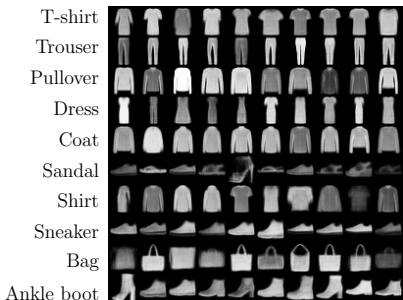 T-shirt
Trouser
Pullover
Dress
Coat
Sandal
Shirt
Sneaker
Bag
Ankle boot